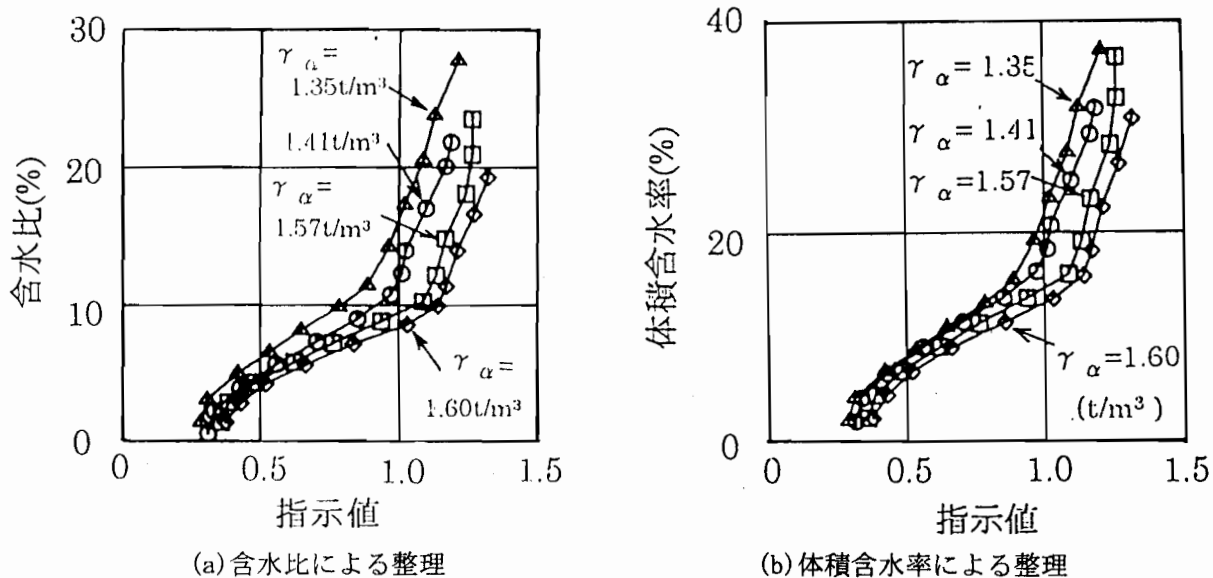 30
20
10
0
含水比(%)
γα=
1.35t/m³
1.41t/m³
γα=
1.57t/m³
γα=
1.60t/m³
0 0.5 1.0 1.5
指示値
(a)含水比による整理
40
20
0
体積含水率(%)
γα= 1.35
γα= 1.41
γα=1.57
γα=1.60
(t/m³)
0 0.5 1.0 1.5
指示値
(b)体積含水率による整理